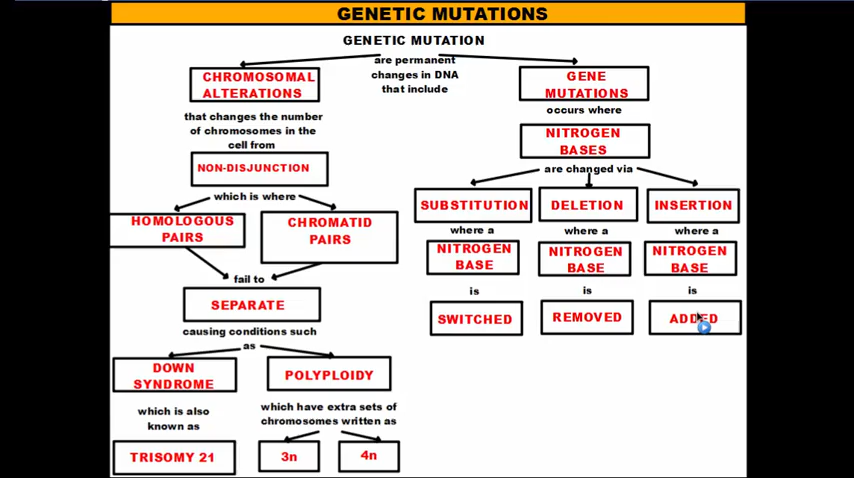 GENETIC MUTATIONS
GENETIC MUTATION
are permanent
changes in DNA
that include
CHROMOSOMAL
ALTERATIONS
that changes the number
of chromosomes in the
cell from
NON-DISJUNCTION
which is where
HOMOLOGOUS
PAIRS
CHROMATID
PAIRS
fail to
SEPARATE
causing conditions such
as
DOWN
SYNDROME
which is also
known as
TRISOMY 21
POLYPLOIDY
which have extra sets of
chromosomes written as
3n
4n
GENE
MUTATIONS
occurs where
NITROGEN
BASES
are changed via
SUBSTITUTION
where a
NITROGEN
BASE
is
SWITCHED
DELETION
where a
NITROGEN
BASE
is
REMOVED
INSERTION
where a
NITROGEN
BASE
is
ADDED